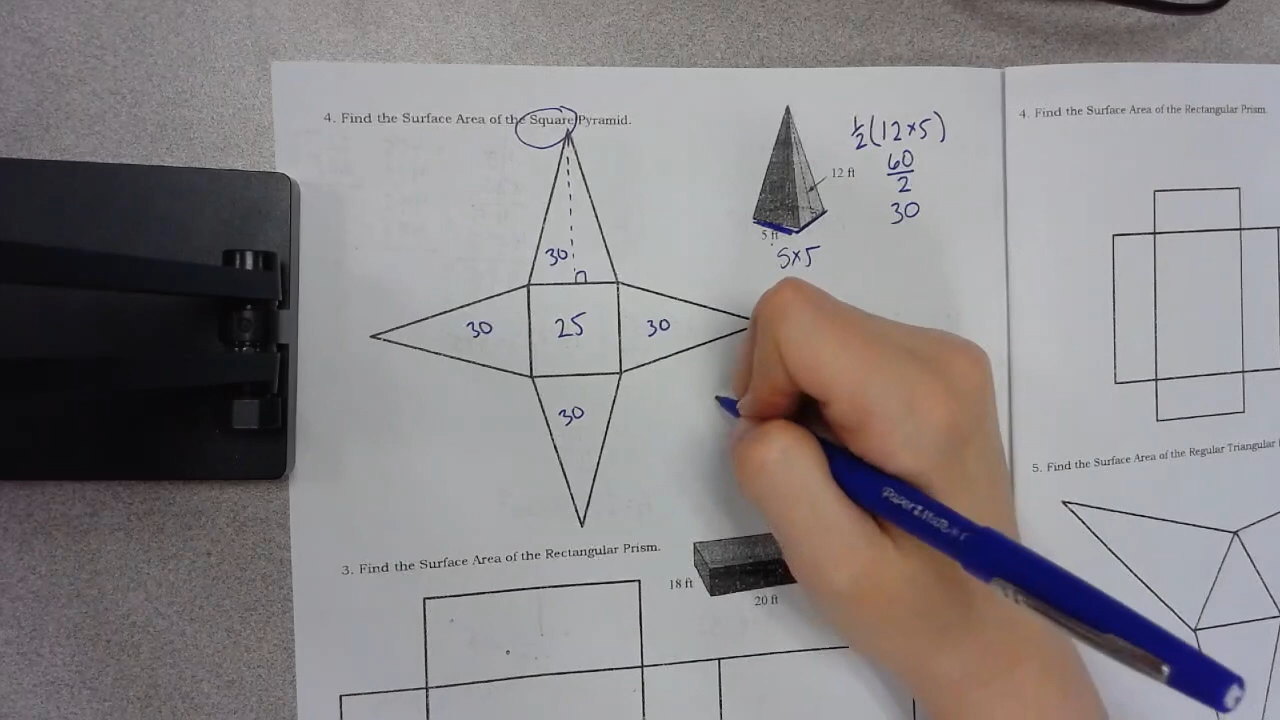 4. Find the Surface Area of the Square Pyramid.
12 ft
5 ft
5×5
½(12×5)
60
2
30
30
30
25
30
30
3. Find the Surface Area of the Rectangular Prism.
18 ft
20 ft
4. Find the Surface Area of the Rectangular Prism.
5. Find the Surface Area of the Regular Triangular
PaperMate